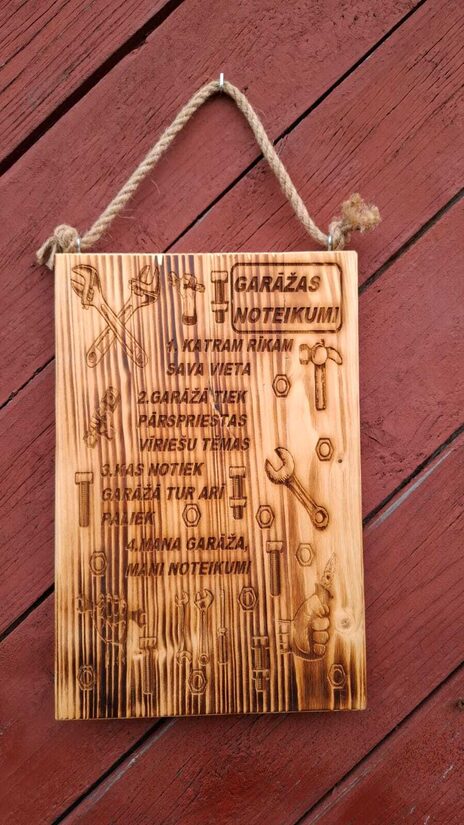 GARĀŽAS
NOTEIKUMI
1. KATRAM RĪKAM
SAVA VIETA
2.GARĀŽĀ TIEK
PĀRSPRIESTAS
VĪRIEŠU TĒMAS
3.KAS NOTIEK
GARĀŽĀ TUR ARĪ
PALIEK
4.MANA GARĀŽA,
MANI NOTEIKUMI